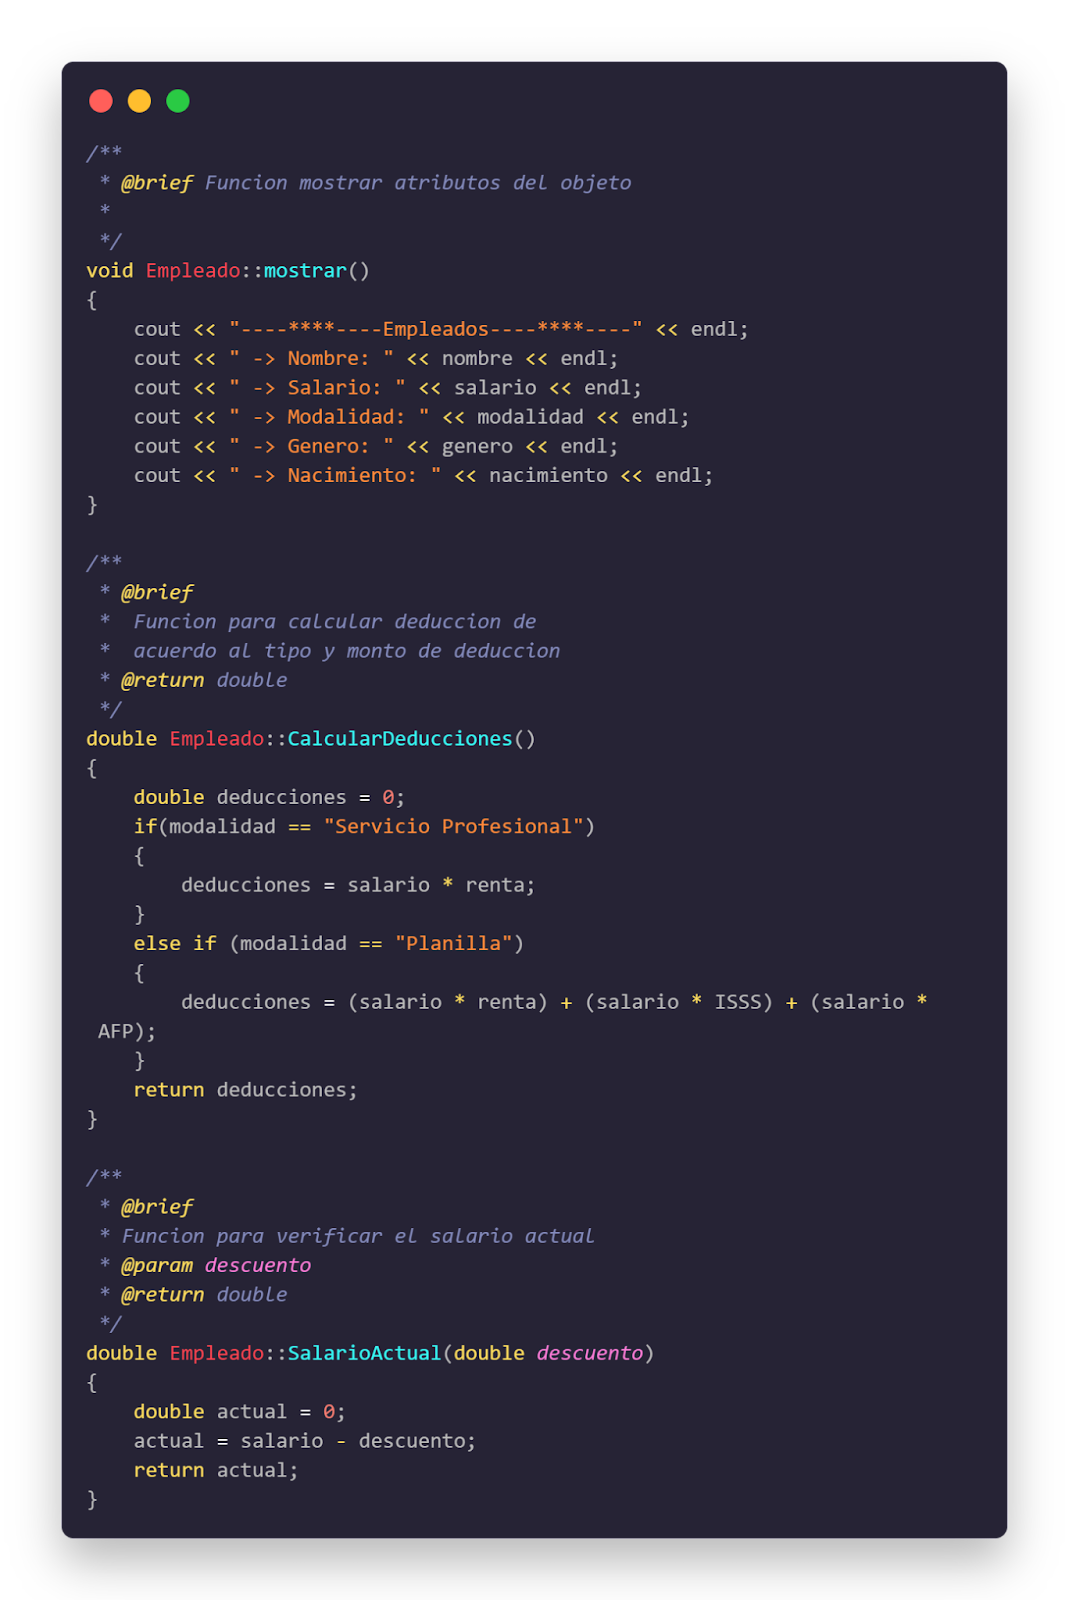 /**
 * @brief Funcion mostrar atributos del objeto
 *
 */
void Empleado::mostrar()
{
    cout << "----****----Empleados----****----" << endl;
    cout << " -> Nombre: " << nombre << endl;
    cout << " -> Salario: " << salario << endl;
    cout << " -> Modalidad: " << modalidad << endl;
    cout << " -> Genero: " << genero << endl;
    cout << " -> Nacimiento: " << nacimiento << endl;
}

/**
 * @brief
 *  Funcion para calcular deduccion de
 *  acuerdo al tipo y monto de deduccion
 * @return double
 */
double Empleado::CalcularDeducciones()
{
    double deducciones = 0;
    if(modalidad == "Servicio Profesional")
    {
        deducciones = salario * renta;
    }
    else if (modalidad == "Planilla")
    {
        deducciones = (salario * renta) + (salario * ISSS) + (salario *
 AFP);
    }
    return deducciones;
}

/**
 * @brief
 * Funcion para verificar el salario actual
 * @param descuento
 * @return double
 */
double Empleado::SalarioActual(double descuento)
{
    double actual = 0;
    actual = salario - descuento;
    return actual;
}